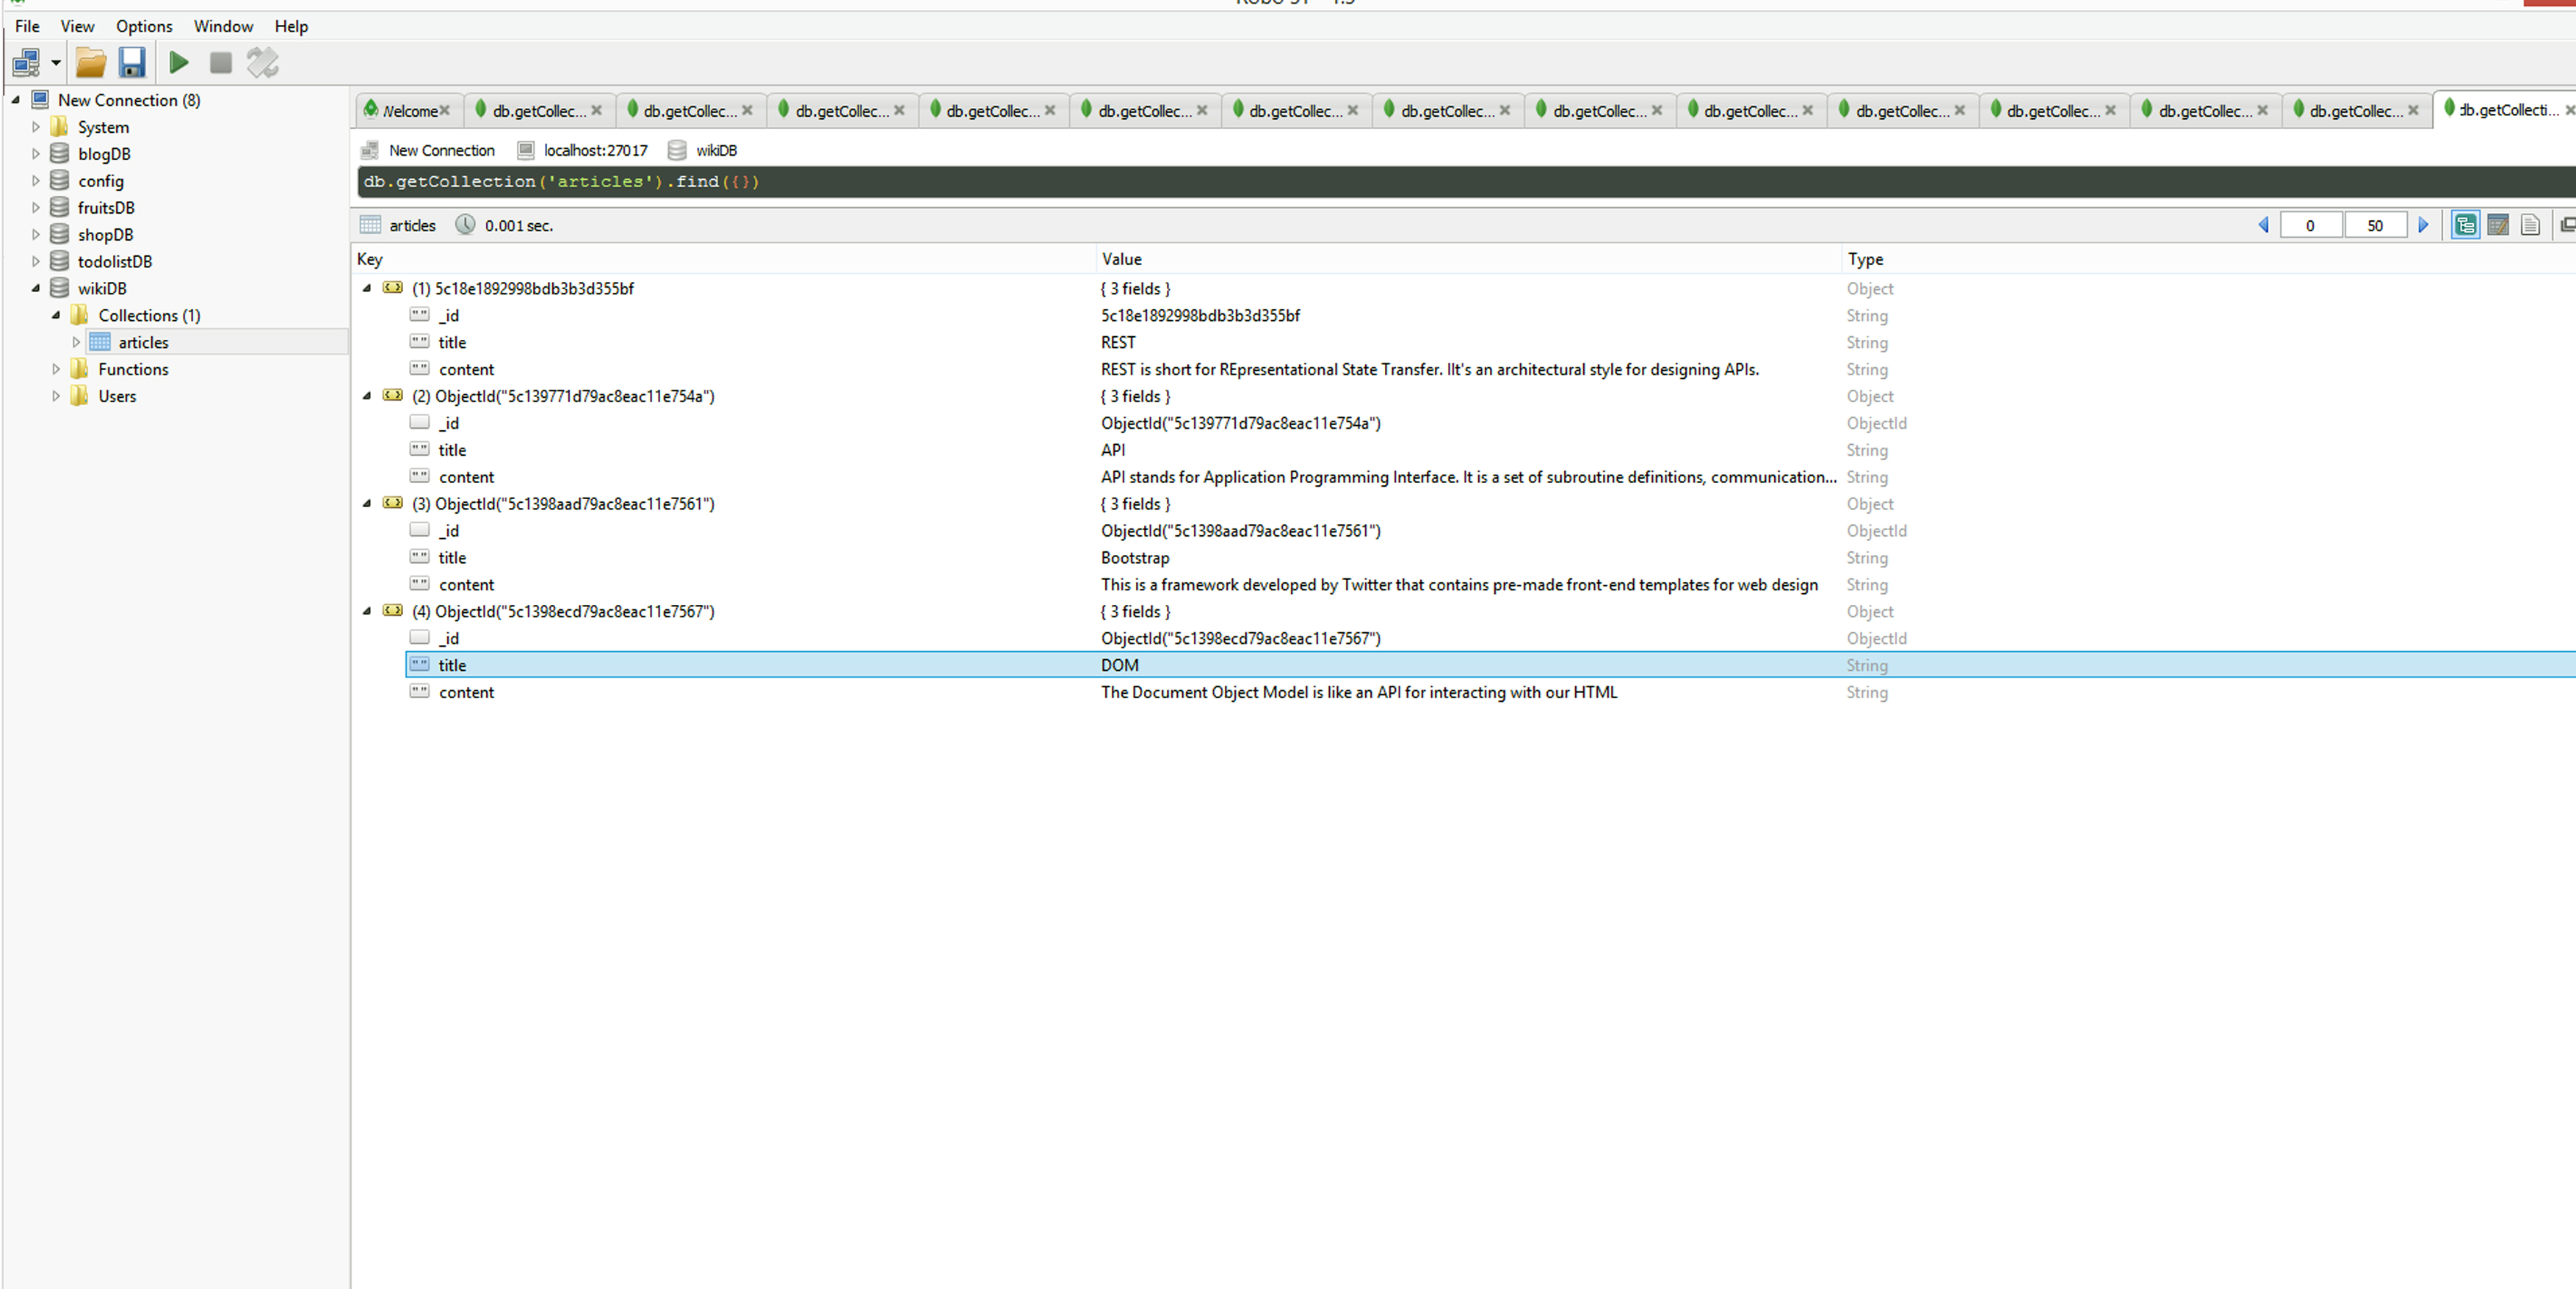 File View Options Window Help
New Connection (8)
System
blogDB
config
fruitsDB
shopDB
todolistDB
wikiDB
Collections (1)
articles
Functions
Users
Welcome db.getCollec... db.getCollec... db.getCollec... db.getCollec... db.getCollec... db.getCollec... db.getCollec... db.getCollec... db.getCollec... db.getCollec... db.getCollec... db.getCollec... db.getCollec... db.getCollecti...
New Connection localhost:27017 wikiDB
db.getCollection('articles').find({})
articles 0.001 sec. 0 50
Key Value Type
(1) 5c18e1892998bdb3b3d355bf { 3 fields } Object
_id 5c18e1892998bdb3b3d355bf String
title REST String
content REST is short for REpresentational State Transfer. IIt's an architectural style for designing APIs. String
(2) ObjectId("5c139771d79ac8eac11e754a") { 3 fields } Object
_id ObjectId("5c139771d79ac8eac11e754a") ObjectId
title API String
content API stands for Application Programming Interface. It is a set of subroutine definitions, communication... String
(3) ObjectId("5c1398aad79ac8eac11e7561") { 3 fields } Object
_id ObjectId("5c1398aad79ac8eac11e7561") ObjectId
title Bootstrap String
content This is a framework developed by Twitter that contains pre-made front-end templates for web design String
(4) ObjectId("5c1398ecd79ac8eac11e7567") { 3 fields } Object
_id ObjectId("5c1398ecd79ac8eac11e7567") ObjectId
title DOM String
content The Document Object Model is like an API for interacting with our HTML String